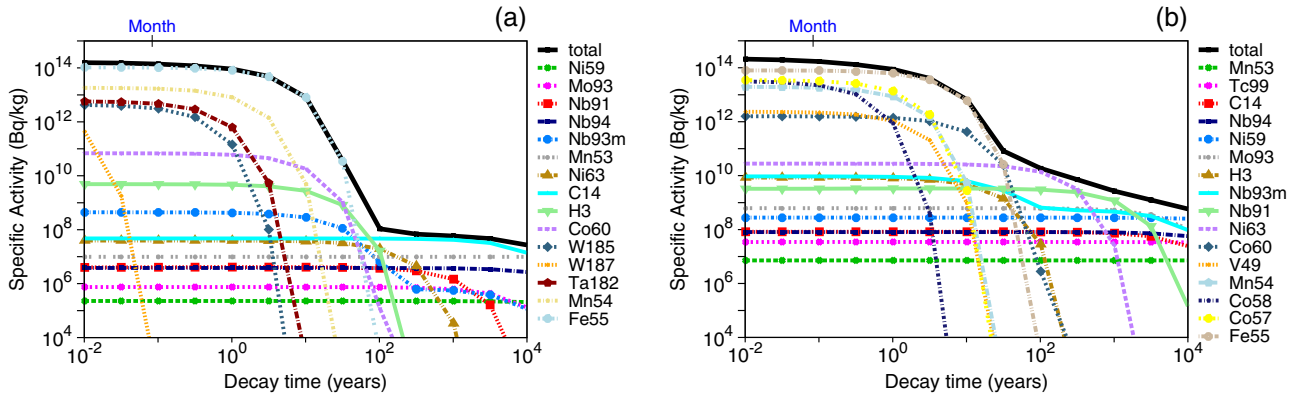 Month
(a)
Specific Activity (Bq/kg)
10^14
10^12
10^10
10^8
10^6
10^4
10^-2
10^0
10^2
10^4
Decay time (years)
total
Ni59
Mo93
Nb91
Nb94
Nb93m
Mn53
Ni63
C14
H3
Co60
W185
W187
Ta182
Mn54
Fe55
Month
(b)
Specific Activity (Bq/kg)
10^14
10^12
10^10
10^8
10^6
10^4
10^-2
10^0
10^2
10^4
Decay time (years)
total
Mn53
Tc99
C14
Nb94
Ni59
Mo93
H3
Nb93m
Nb91
Ni63
Co60
V49
Mn54
Co58
Co57
Fe55